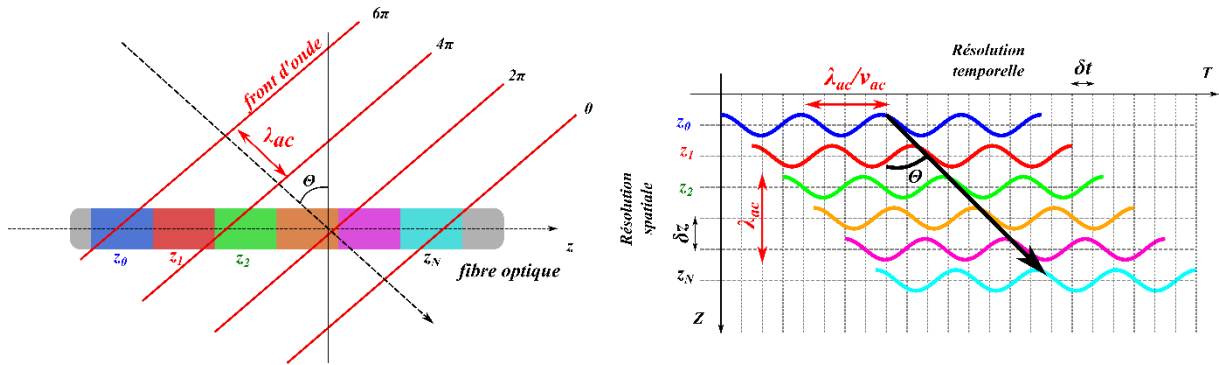 6π
4π
2π
0
front d'onde
λac
Θ
z
z0
z1
z2
zN
fibre optique
Résolution
temporelle
T
δt
λac/vac
z0
z1
z2
zN
Θ
λac
δz
Résolution
spatiale
Z